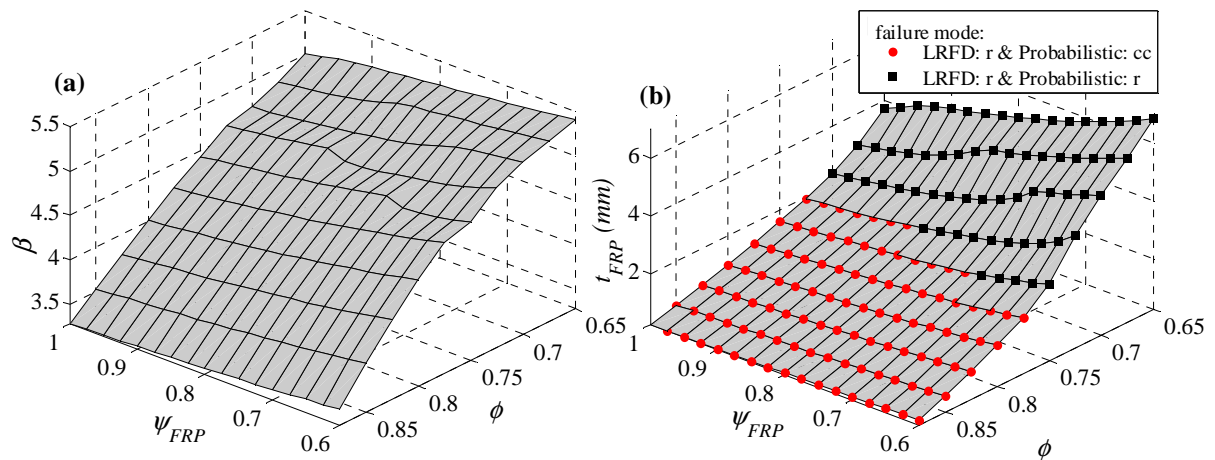 (a)
5.5
5
4.5
4
3.5
β
1
0.9
0.8
0.7
0.6
ψ_FRP
0.85
0.8
0.75
0.7
0.65
ϕ
failure mode:
LRFD: r & Probabilistic: cc
LRFD: r & Probabilistic: r
(b)
6
4
2
t_FRP (mm)
1
0.9
0.8
0.7
0.6
ψ_FRP
0.85
0.8
0.75
0.7
0.65
ϕ